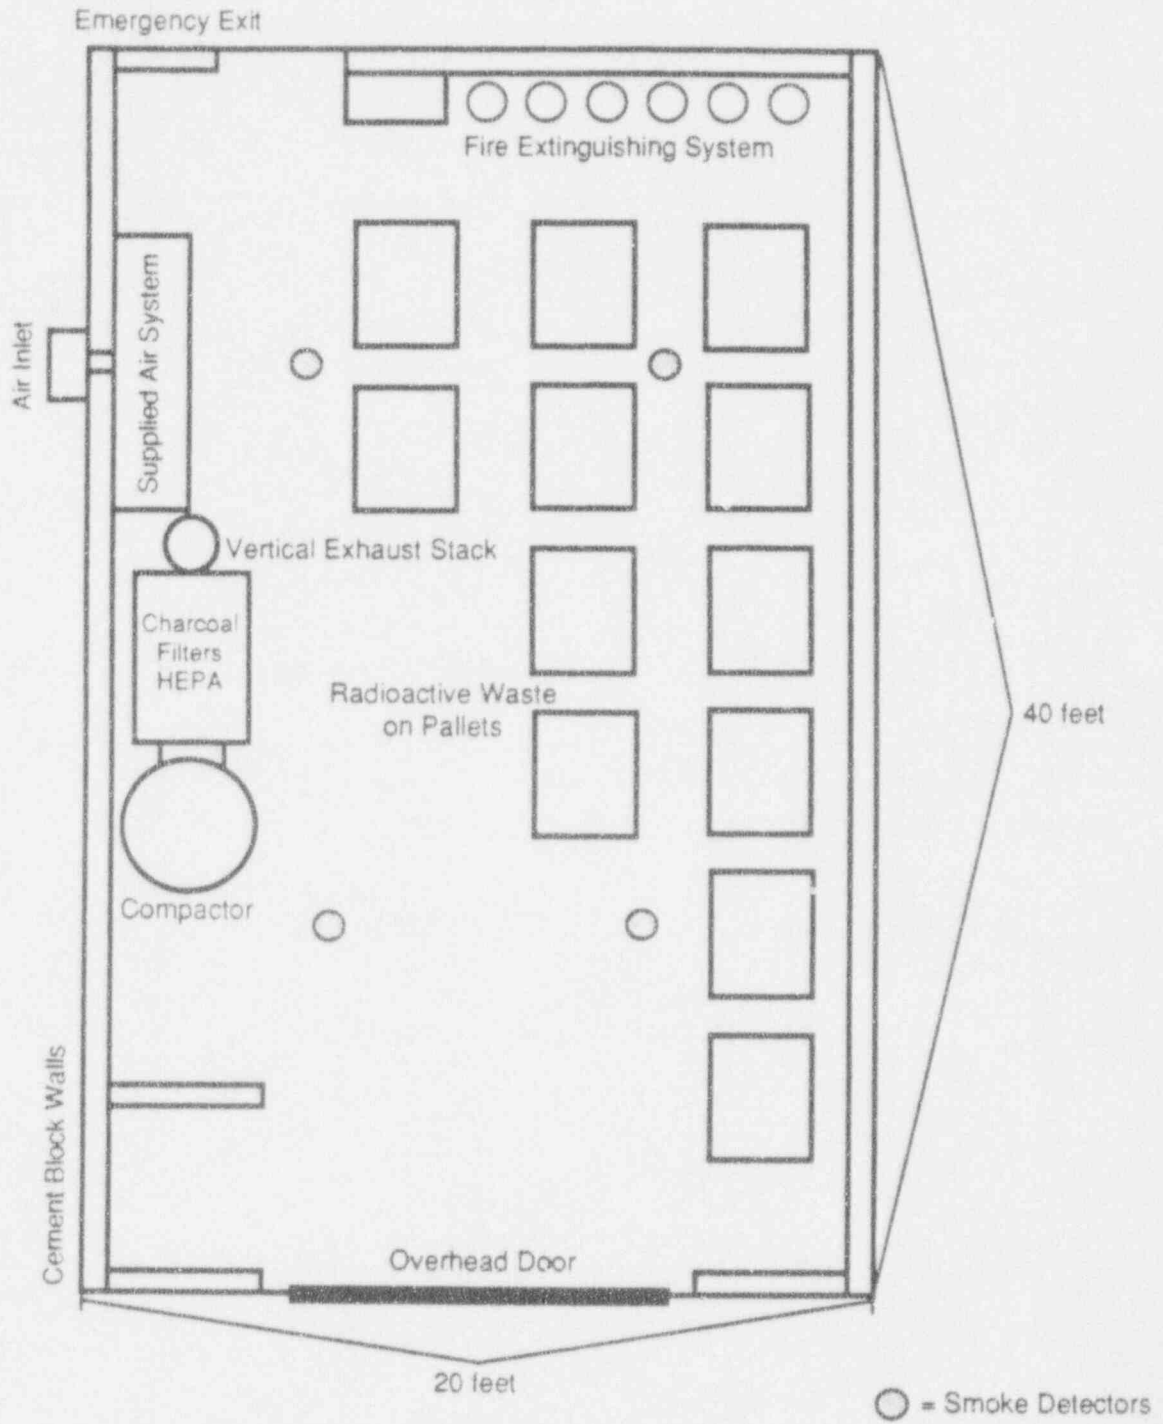 Emergency Exit
Fire Extinguishing System
Air Inlet
Supplied Air System
Vertical Exhaust Stack
Charcoal
Filters
HEPA
Radioactive Waste
on Pallets
40 feet
Compactor
Cement Block Walls
Overhead Door
20 feet
= Smoke Detectors